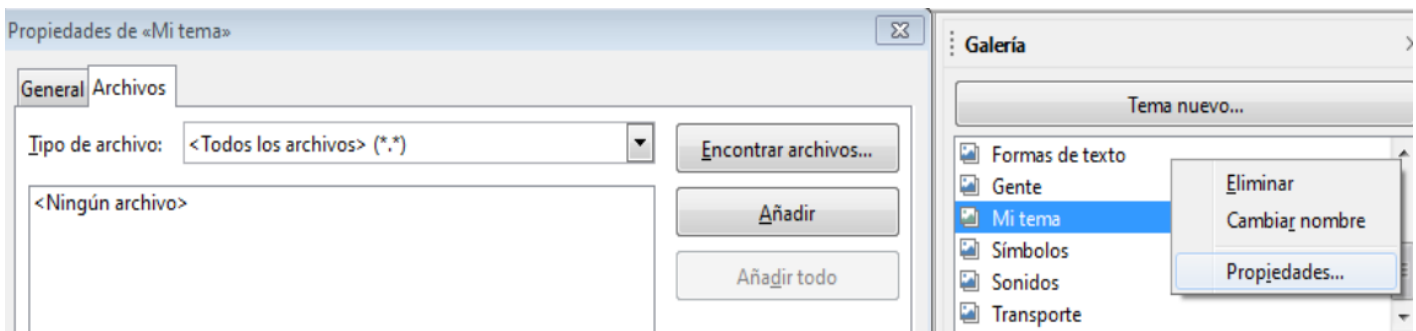 Propiedades de «Mi tema»
General Archivos
Tipo de archivo: <Todos los archivos> (*.*)
Encontrar archivos...
<Ningún archivo>
Añadir
Añadir todo
Galería
Tema nuevo...
Formas de texto
Gente
Mi tema
Símbolos
Sonidos
Transporte
Eliminar
Cambiar nombre
Propiedades...